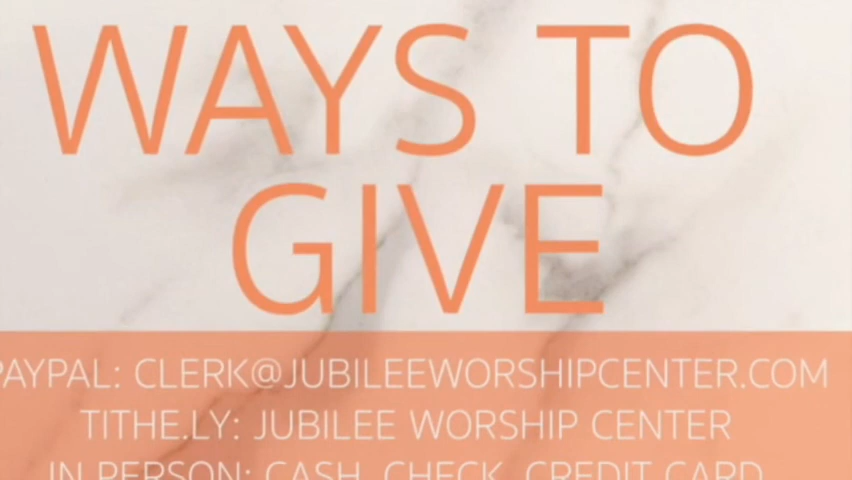 WAYS TO
GIVE
PAYPAL: CLERK@JUBILEEWORSHIPCENTER.COM
TITHE.LY: JUBILEE WORSHIP CENTER
IN PERSON: CASH, CHECK, CREDIT CARD